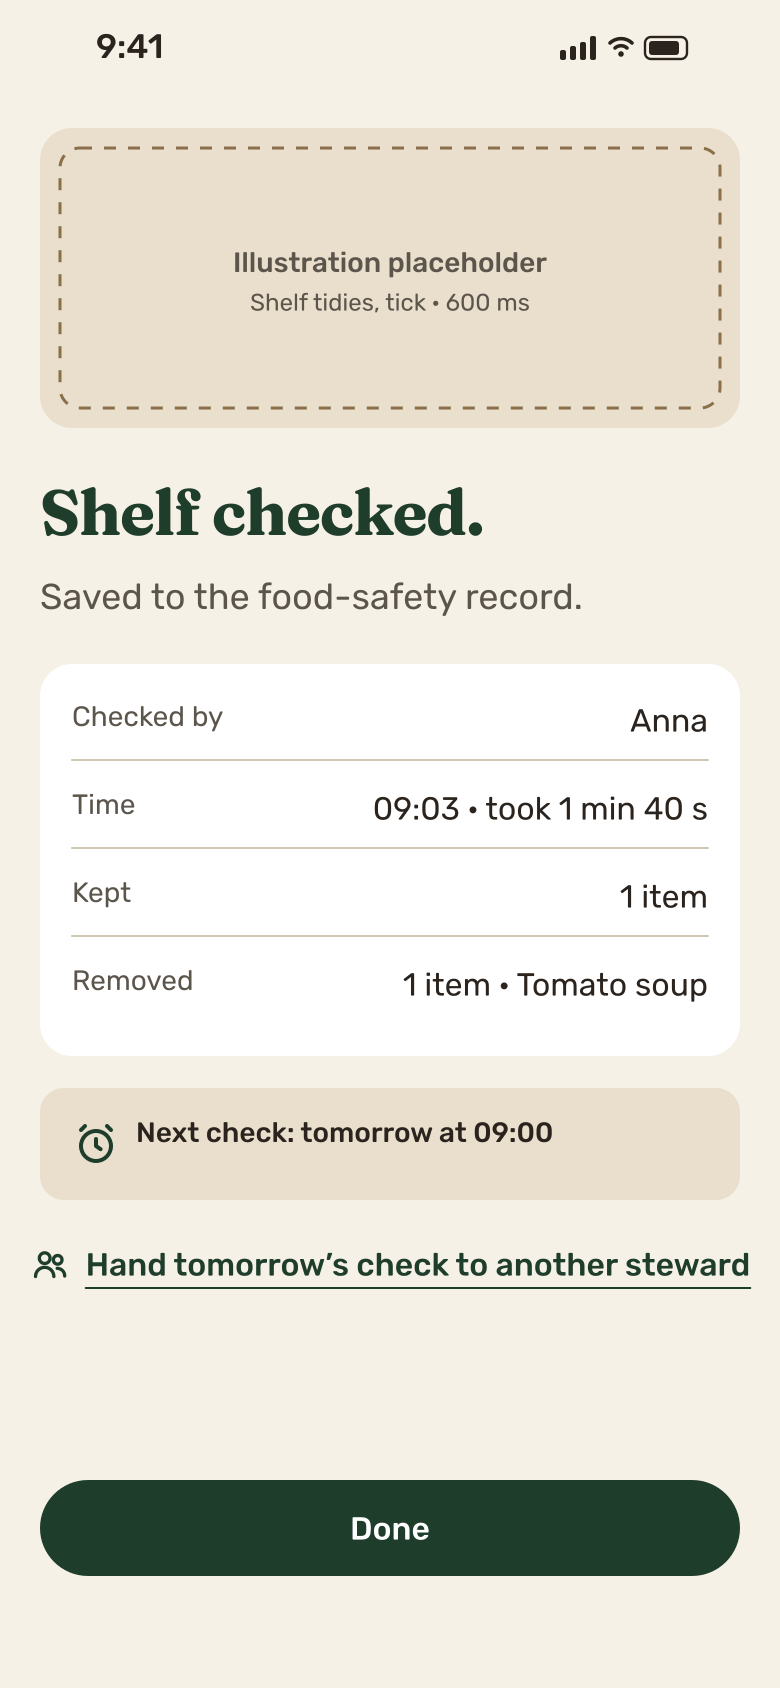 9:41
Illustration placeholder
Shelf tidies, tick • 600 ms
Shelf checked.
Saved to the food-safety record.
Checked by Anna
Time 09:03 • took 1 min 40 s
Kept 1 item
Removed 1 item • Tomato soup
Next check: tomorrow at 09:00
Hand tomorrow’s check to another steward
Done